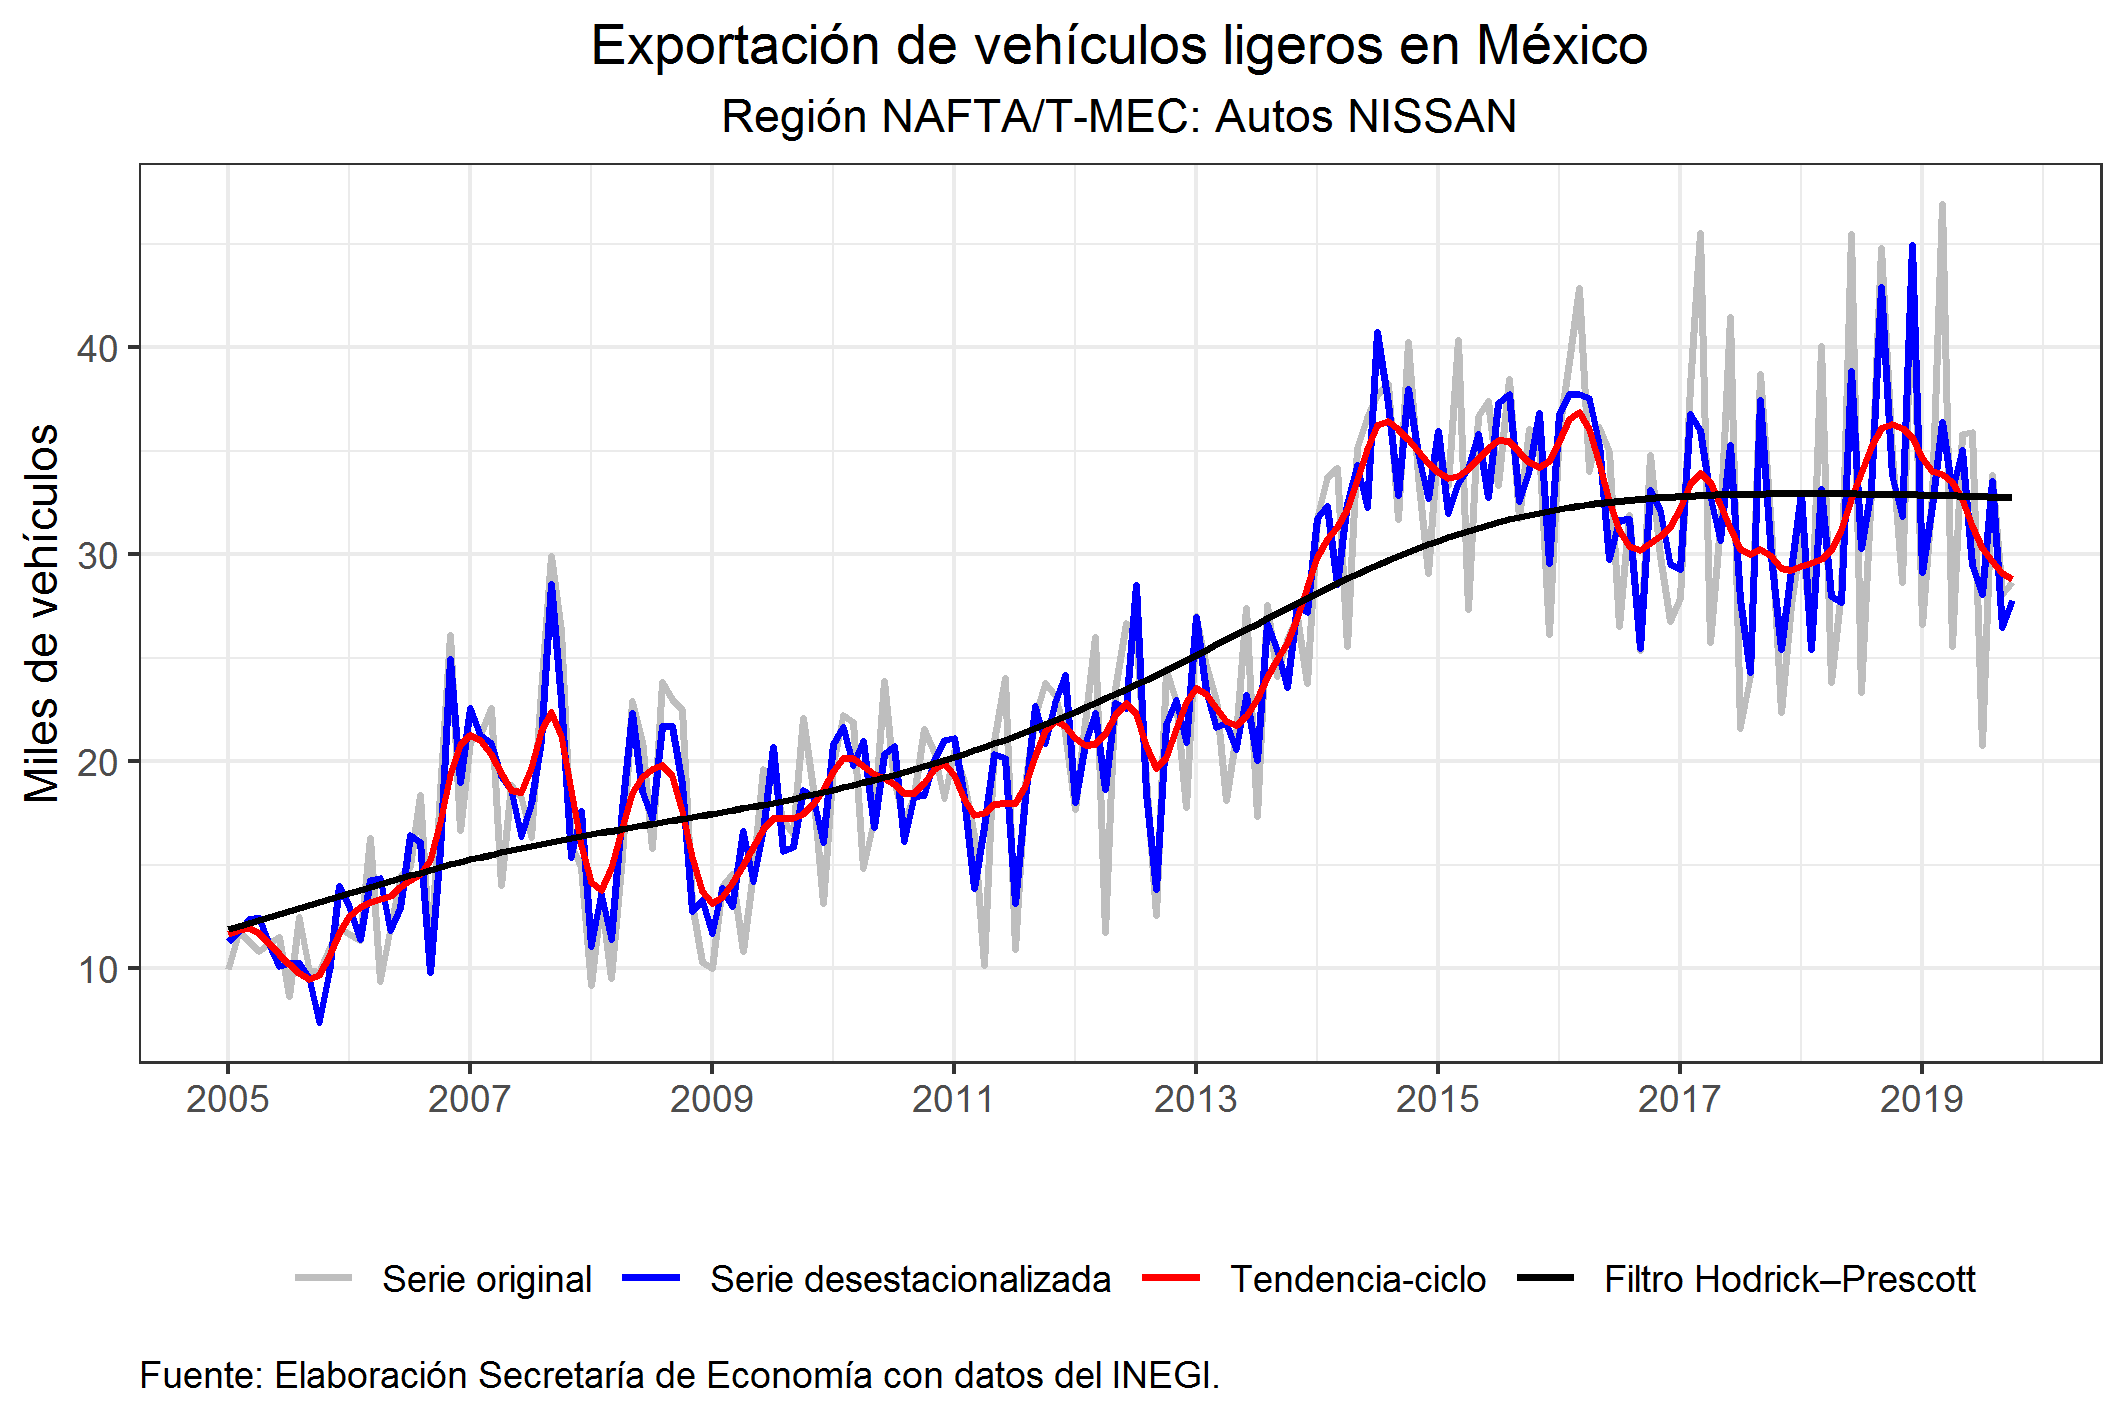 Exportación de vehículos ligeros en México
Región NAFTA/T-MEC: Autos NISSAN
Miles de vehículos
40
30
20
10
2005 2007 2009 2011 2013 2015 2017 2019
Serie original Serie desestacionalizada Tendencia-ciclo Filtro Hodrick–Prescott
Fuente: Elaboración Secretaría de Economía con datos del INEGI.